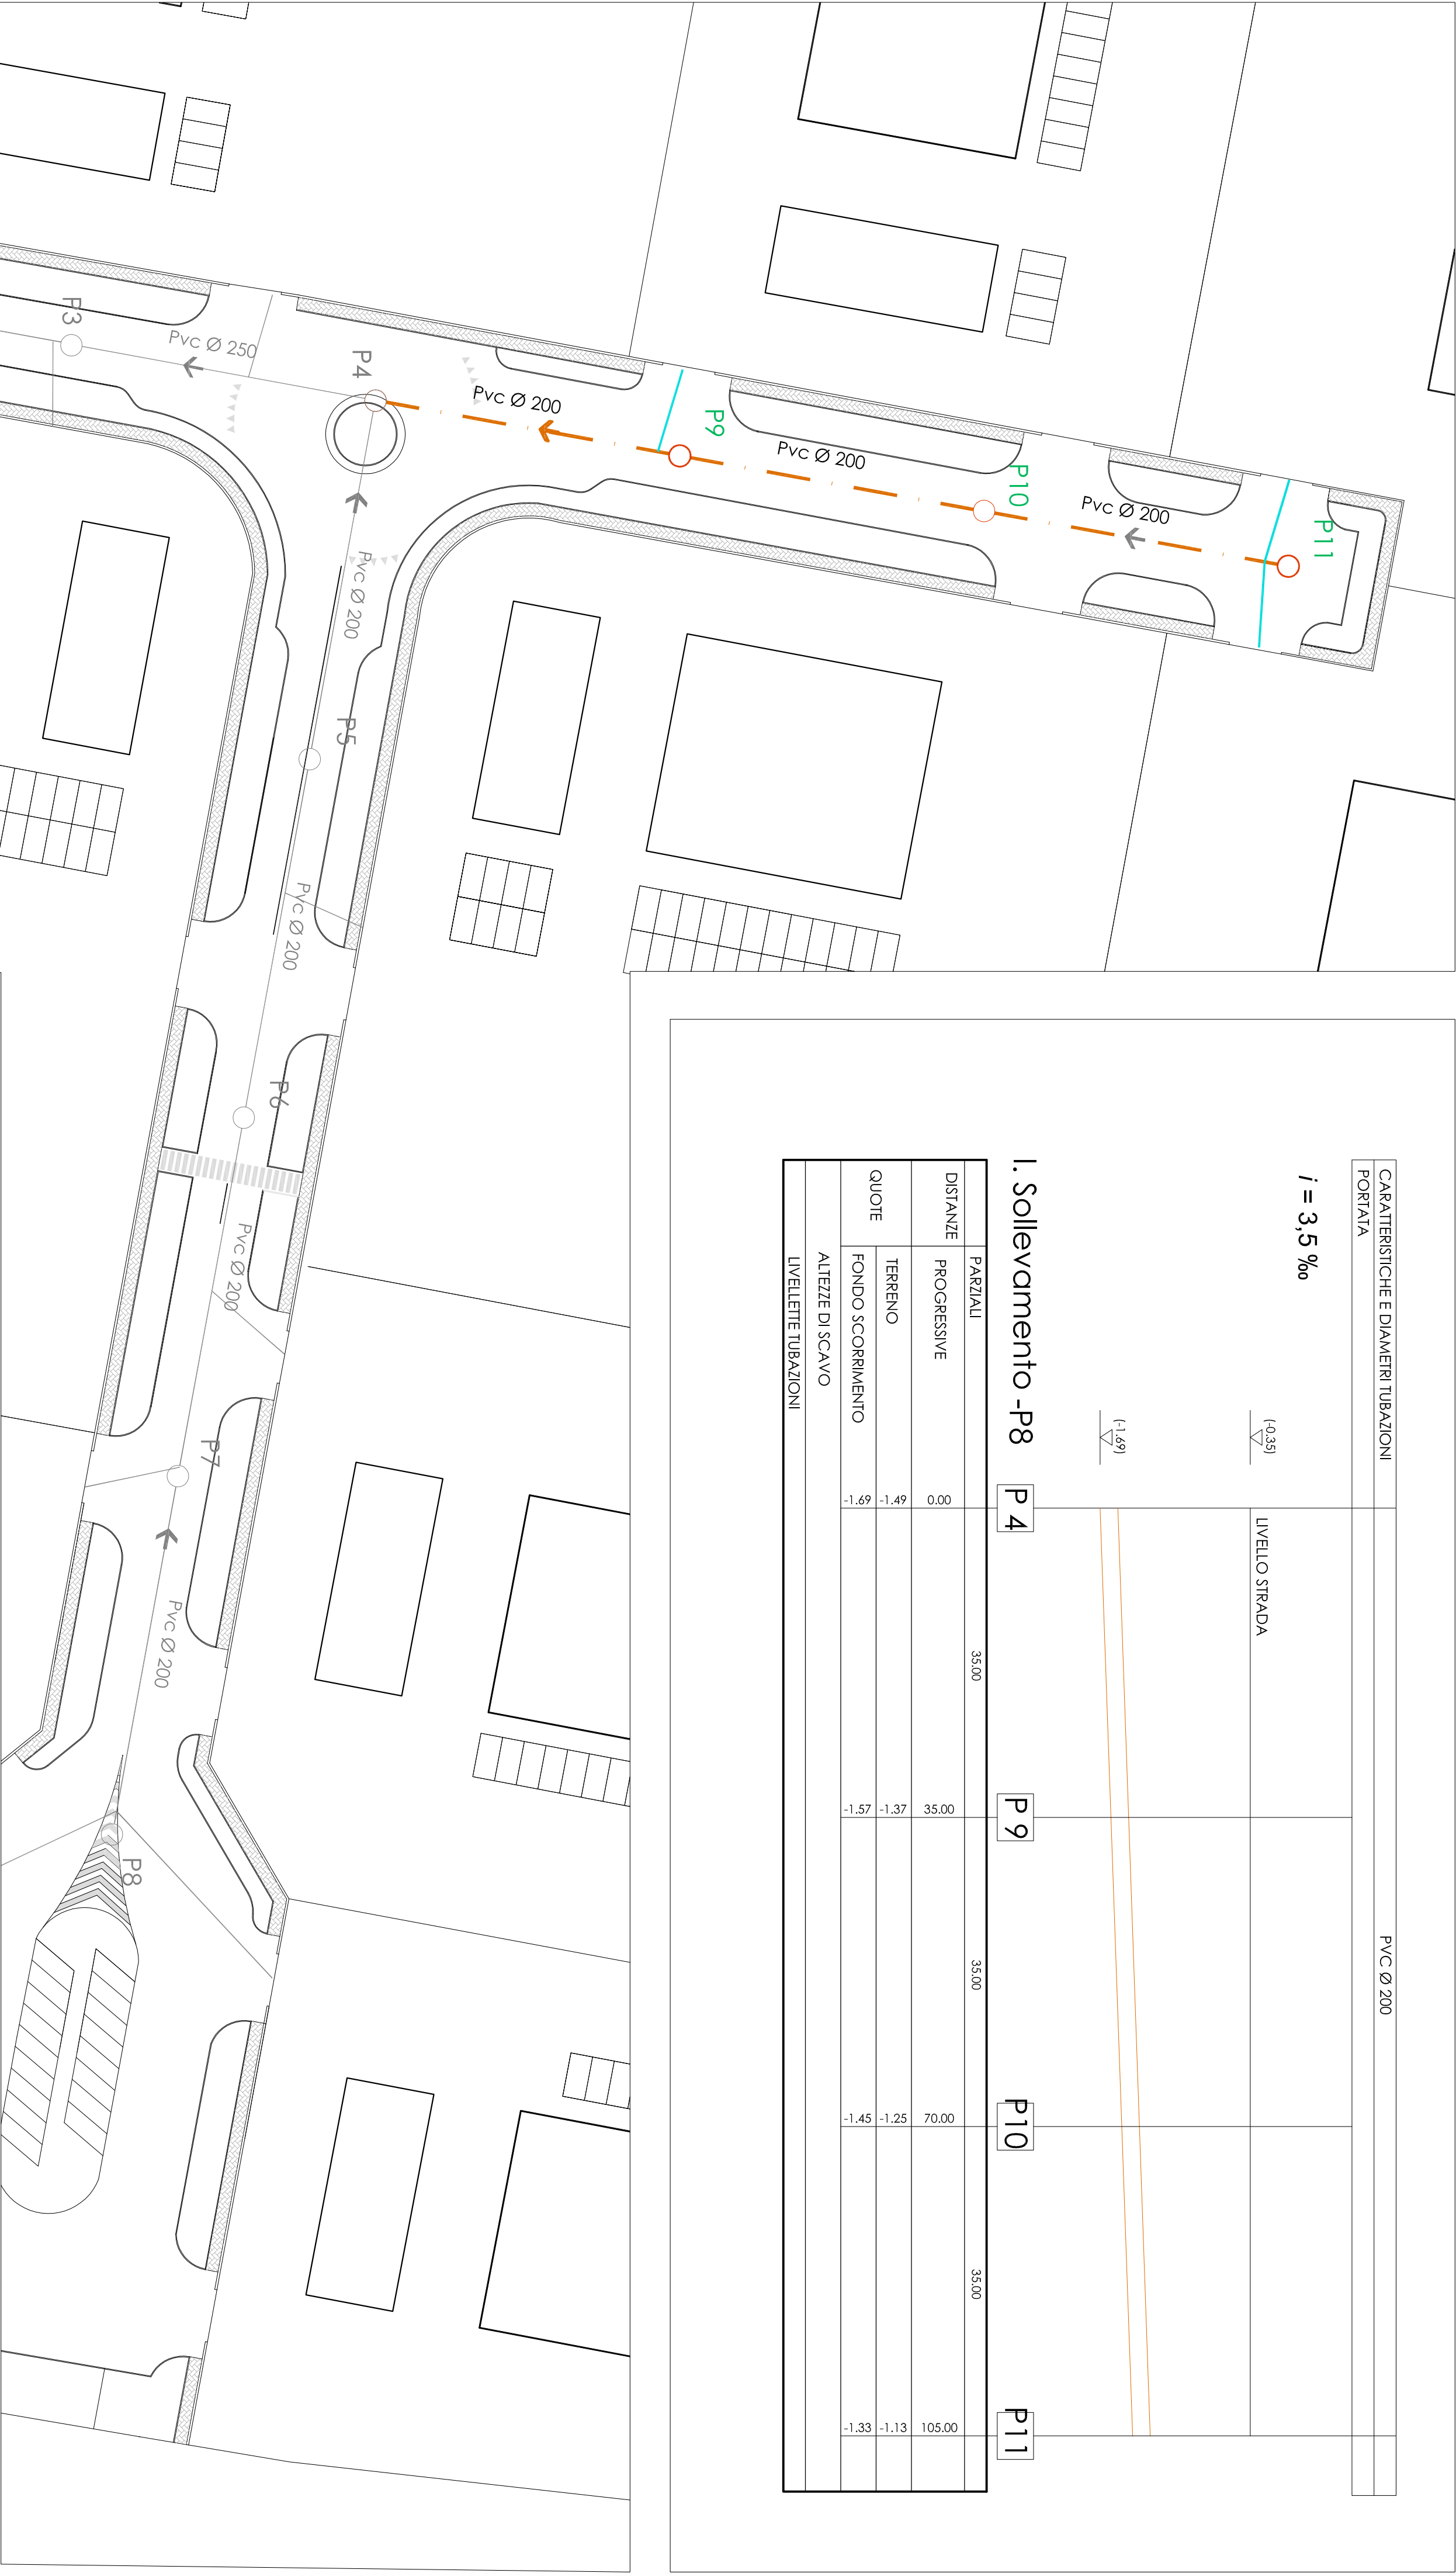 P3
Pvc Ø 250
P4
Pvc Ø 200
P9
Pvc Ø 200
P10
Pvc Ø 200
P11
Pvc Ø 200
P5
Pvc Ø 200
P6
Pvc Ø 200
P7
Pvc Ø 200
P8
CARATTERISTICHE E DIAMETRI TUBAZIONI PVC Ø 200
PORTATA
i = 3,5 ‰
(-0.35)
LIVELLO STRADA
(-1.69)
I. Sollevamento -P8 P 4 P 9 P10 P11
DISTANZE PARZIALI 35.00 35.00 35.00
PROGRESSIVE 0.00 35.00 70.00 105.00
QUOTE TERRENO -1.49 -1.37 -1.25 -1.13
FONDO SCORRIMENTO -1.69 -1.57 -1.45 -1.33
ALTEZZE DI SCAVO
LIVELLETTE TUBAZIONI